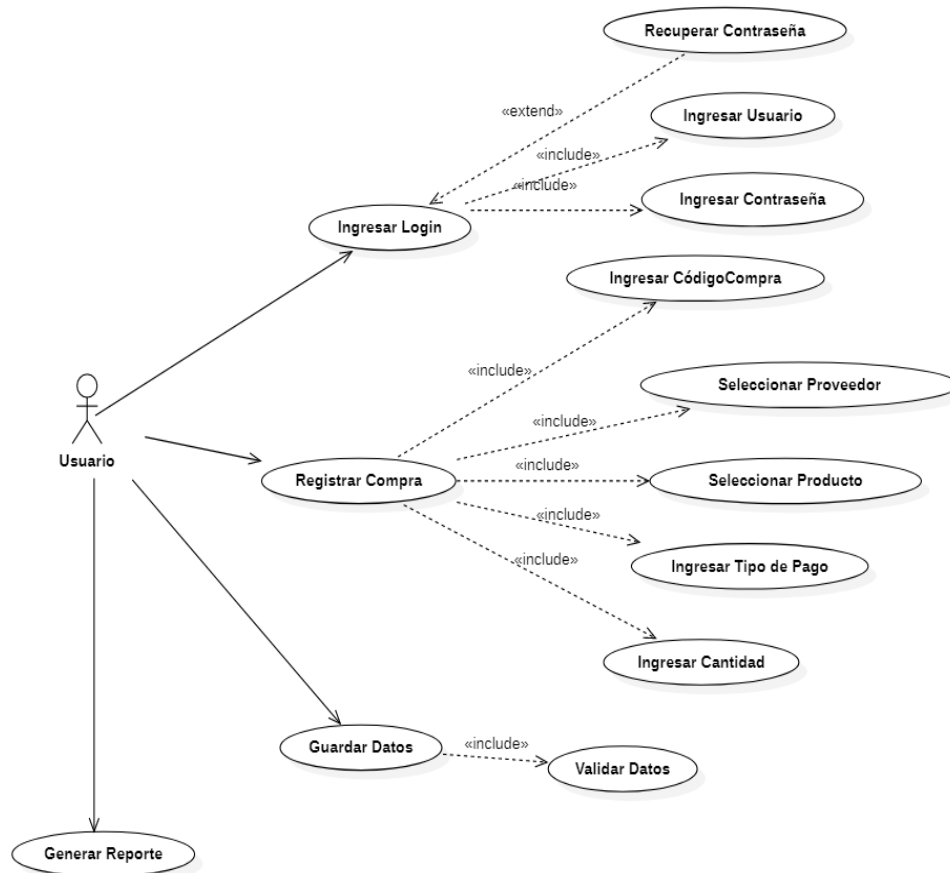 Recuperar Contraseña
«extend»
Ingresar Usuario
«include»
«include»
Ingresar Contraseña
Ingresar Login
Ingresar CódigoCompra
«include»
Seleccionar Proveedor
«include»
Usuario
«include»
Registrar Compra
Seleccionar Producto
«include»
«include»
Ingresar Tipo de Pago
Ingresar Cantidad
Guardar Datos
«include»
Validar Datos
Generar Reporte